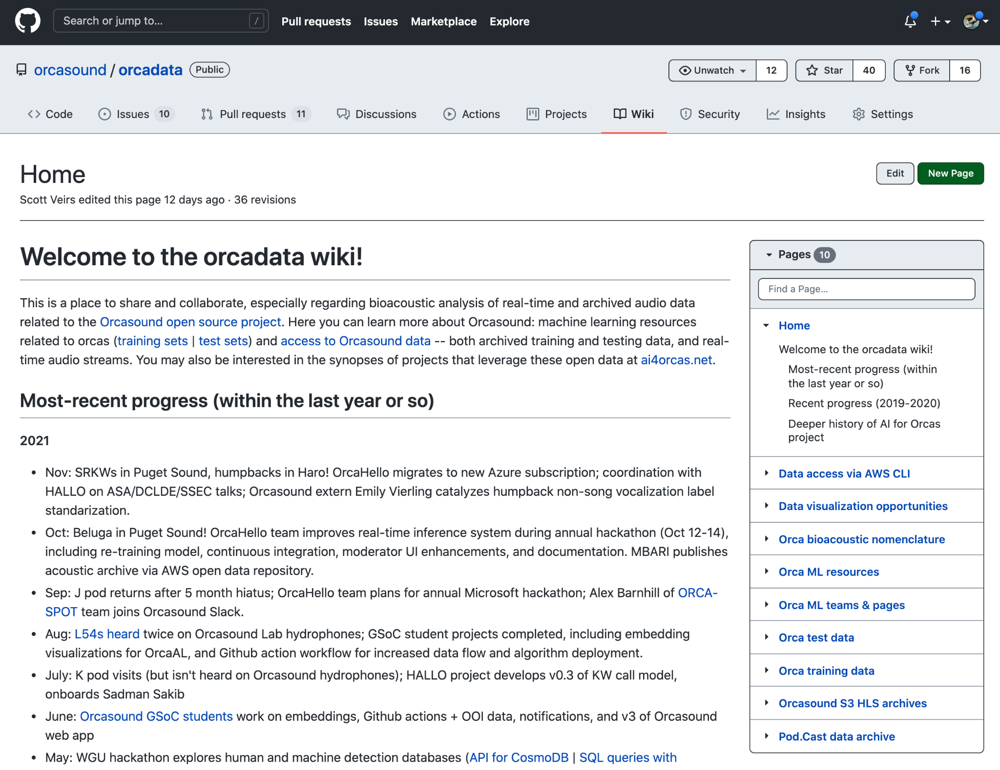 Search or jump to...
/
Pull requests
Issues
Marketplace
Explore
orcasound / orcadata
Public
Unwatch
12
Star
40
Fork
16
Code
Issues
10
Pull requests
11
Discussions
Actions
Projects
Wiki
Security
Insights
Settings
Home
Edit
New Page
Scott Veirs edited this page 12 days ago · 36 revisions
Welcome to the orcadata wiki!
This is a place to share and collaborate, especially regarding bioacoustic analysis of real-time and archived audio data
related to the Orcasound open source project. Here you can learn more about Orcasound: machine learning resources
related to orcas (training sets | test sets) and access to Orcasound data -- both archived training and testing data, and real-
time audio streams. You may also be interested in the synopses of projects that leverage these open data at ai4orcas.net.
Most-recent progress (within the last year or so)
2021
• Nov: SRKWs in Puget Sound, humpbacks in Haro! OrcaHello migrates to new Azure subscription; coordination with
HALLO on ASA/DCLDE/SSEC talks; Orcasound extern Emily Vierling catalyzes humpback non-song vocalization label
standarization.
• Oct: Beluga in Puget Sound! OrcaHello team improves real-time inference system during annual hackathon (Oct 12-14),
including re-training model, continuous integration, moderator UI enhancements, and documentation. MBARI publishes
acoustic archive via AWS open data repository.
• Sep: J pod returns after 5 month hiatus; OrcaHello team plans for annual Microsoft hackathon; Alex Barnhill of ORCA-
SPOT team joins Orcasound Slack.
• Aug: L54s heard twice on Orcasound Lab hydrophones; GSoC student projects completed, including embedding
visualizations for OrcaAL, and Github action workflow for increased data flow and algorithm deployment.
• July: K pod visits (but isn't heard on Orcasound hydrophones); HALLO project develops v0.3 of KW call model,
onboards Sadman Sakib
• June: Orcasound GSoC students work on embeddings, Github actions + OOI data, notifications, and v3 of Orcasound
web app
• May: WGU hackathon explores human and machine detection databases (API for CosmoDB | SQL queries with
Pages 10
Find a Page...
Home
Welcome to the orcadata wiki!
Most-recent progress (within
the last year or so)
Recent progress (2019-2020)
Deeper history of AI for Orcas
project
Data access via AWS CLI
Data visualization opportunities
Orca bioacoustic nomenclature
Orca ML resources
Orca ML teams & pages
Orca test data
Orca training data
Orcasound S3 HLS archives
Pod.Cast data archive